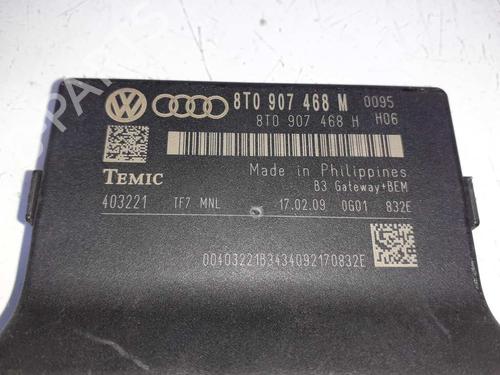 8T0 907 468 M 0095
8T0 907 468 H H06
TEMIC
Made in Philippines
B3 Gateway+BEM
403221 TF7 MNL 17.02.09 0G01 832E
00403221B3434092170832E